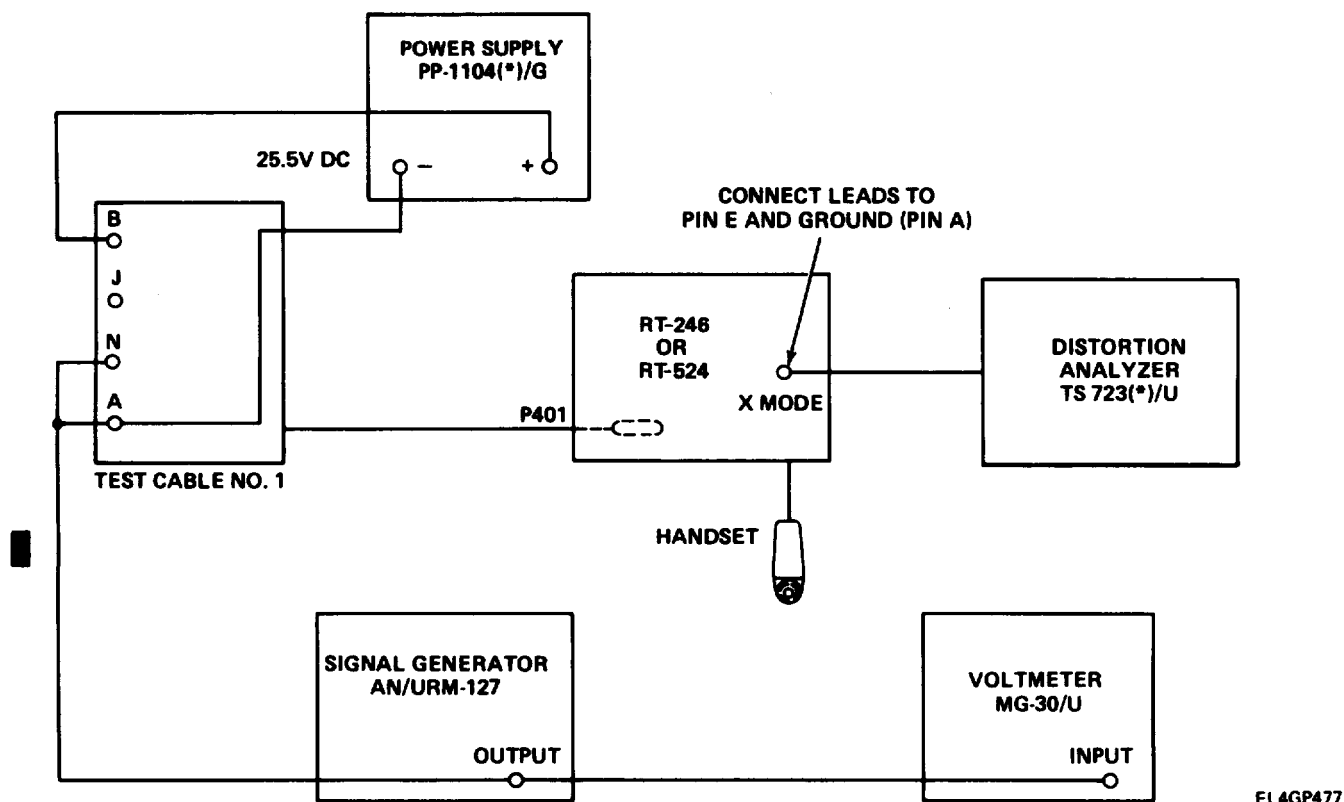 POWER SUPPLY
PP-1104(*)/G
25.5V DC
−
+
B
J
N
A
TEST CABLE NO. 1
P401
CONNECT LEADS TO
PIN E AND GROUND (PIN A)
RT-246
OR
RT-524
X MODE
DISTORTION
ANALYZER
TS 723(*)/U
HANDSET
SIGNAL GENERATOR
AN/URM-127
OUTPUT
VOLTMETER
MG-30/U
INPUT
EL4GP477